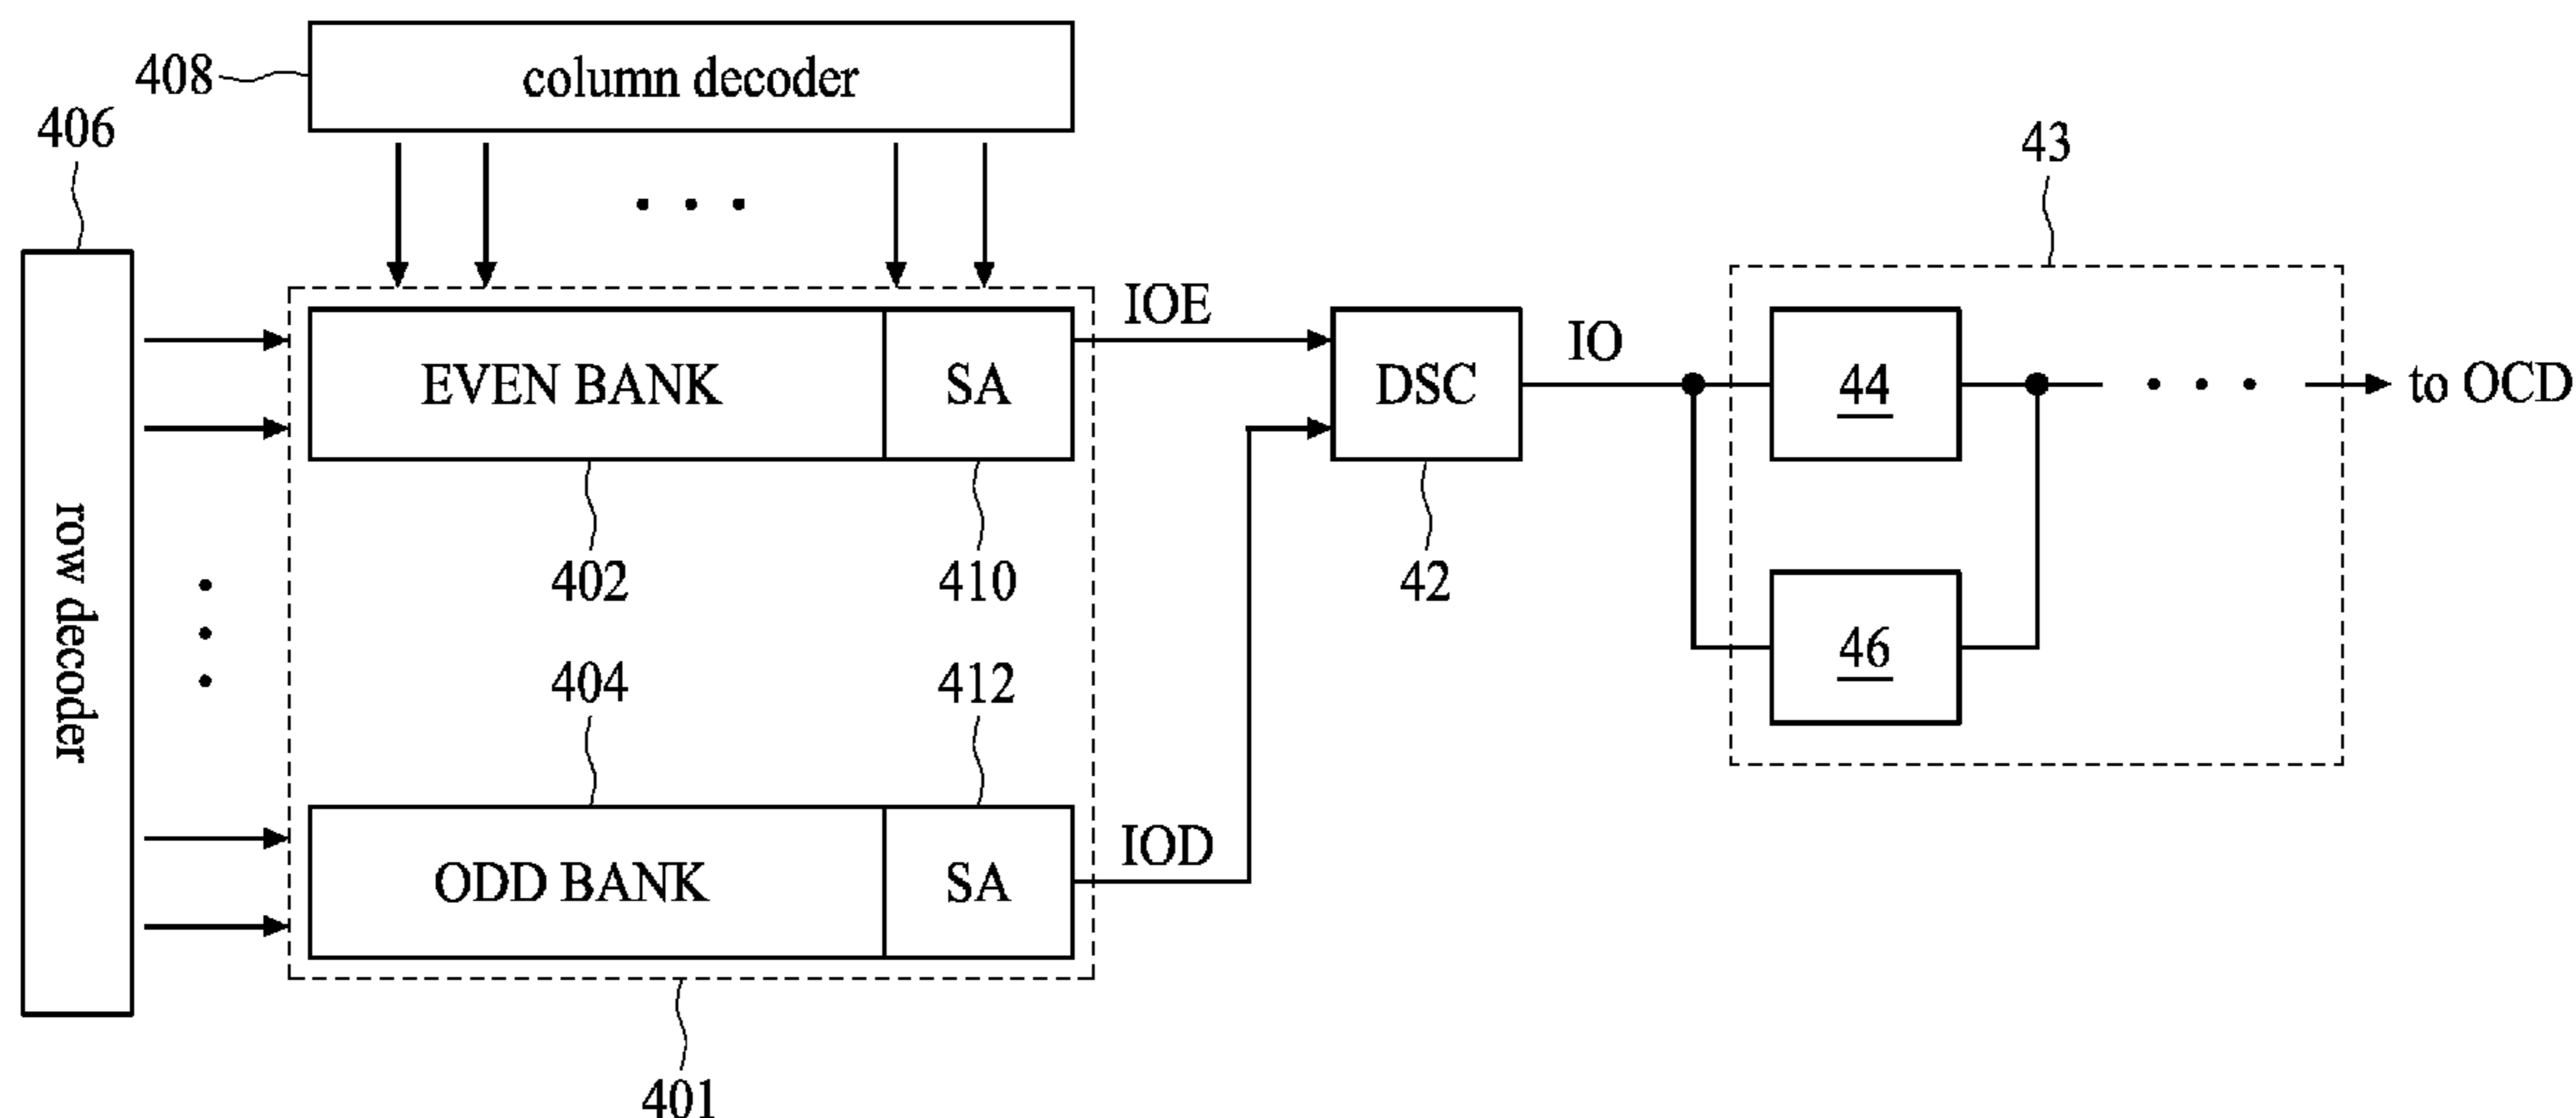 408
column decoder
406
43
row decoder
IOE
EVEN BANK
SA
DSC
IO
44
to OCD
402
410
42
46
404
412
ODD BANK
SA
IOD
401